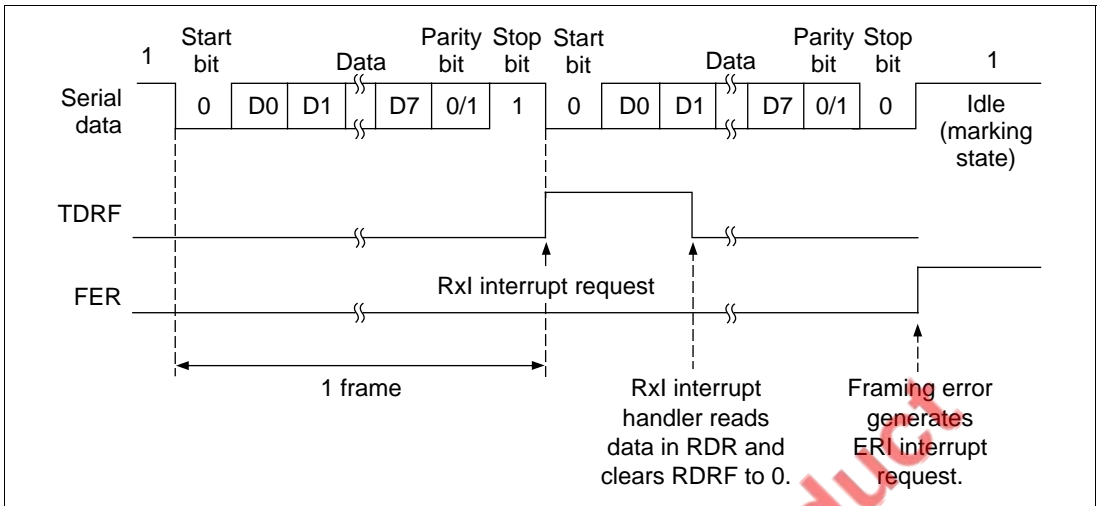 1 Start bit Data Parity bit Stop bit Start bit Data Parity bit Stop bit 1
Serial data 0 D0 D1 D7 0/1 1 0 D0 D1 D7 0/1 0 Idle (marking state)
TDRF
RxI interrupt request
FER
1 frame
RxI interrupt handler reads data in RDR and clears RDRF to 0.
Framing error generates ERI interrupt request.
duct